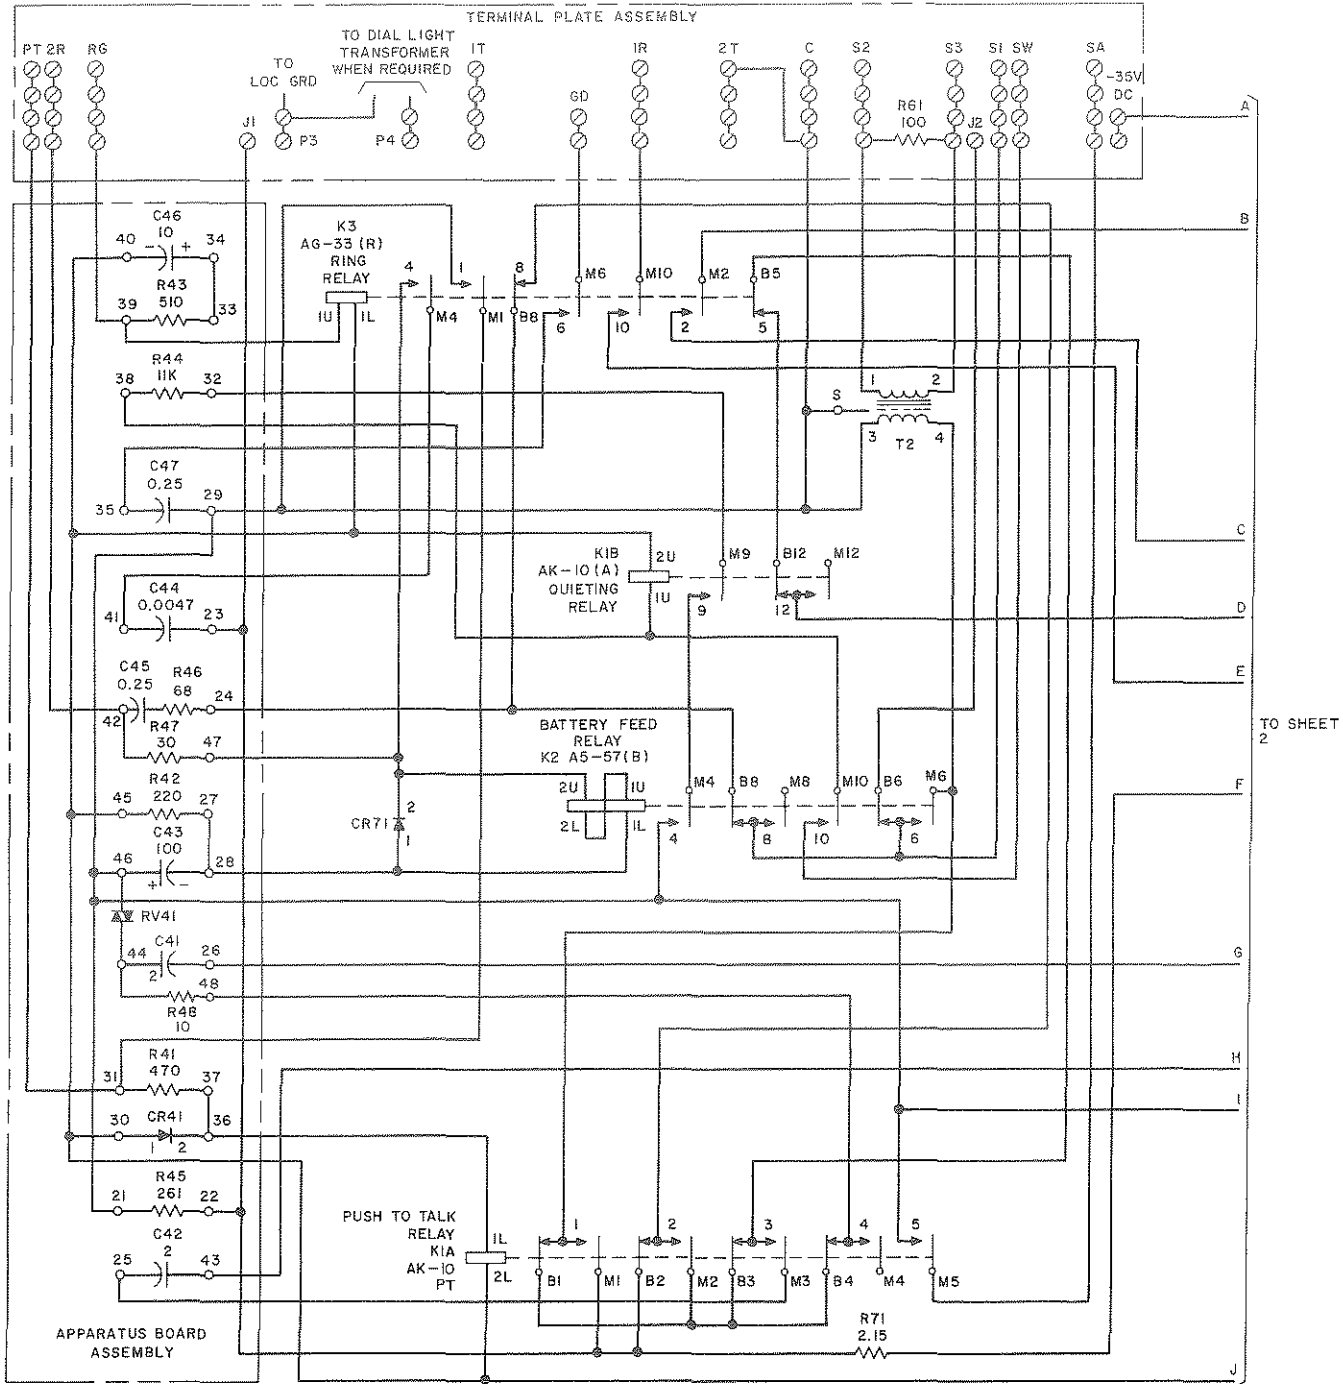 TERMINAL PLATE ASSEMBLY
PT 2R RG
TO DIAL LIGHT
TRANSFORMER
WHEN REQUIRED
TO
LOC GRD
1T 1R 2T C S2 S3 S1 SW SA
-35V
DC
GD
R61
100
J1 P3 P4 J2
A
C46
10
40 - + 34
R43
510
39 33
K3
AG-33 (R)
RING
RELAY
1U 1L
4 1 8
M4 M1 B8
M6 M10 M2 B5
6 10 2 5
B
R44
11K
38 32
1 2
S
3 4
T2
C47
0.25
35 29
C
K1B
AK-10 (A)
QUIETING
RELAY
2U
1U
M9 B12 M12
9 12
C44
0.0047
41 23
D
C45
0.25
R46
68
24
42
R47
30
47
E
BATTERY FEED
RELAY
K2 A5-57(B)
2U 1U
2L 1L
M4 B8 M8 M10 B6 M6
4 8 10 6
TO SHEET
2
R42
220
45 27
C43
100
46 28
+ -
CR71
2
1
F
RV41
C41
44 26
2
48
R48
10
G
R41
470
31 37
H
CR41
30 36
1 2
I
R45
261
21 22
C42
2
25 43
PUSH TO TALK
RELAY
K1A
AK-10
PT
1L
2L
1 2 3 4 5
B1 M1 B2 M2 B3 M3 B4 M4 M5
R71
2.15
APPARATUS BOARD
ASSEMBLY
J